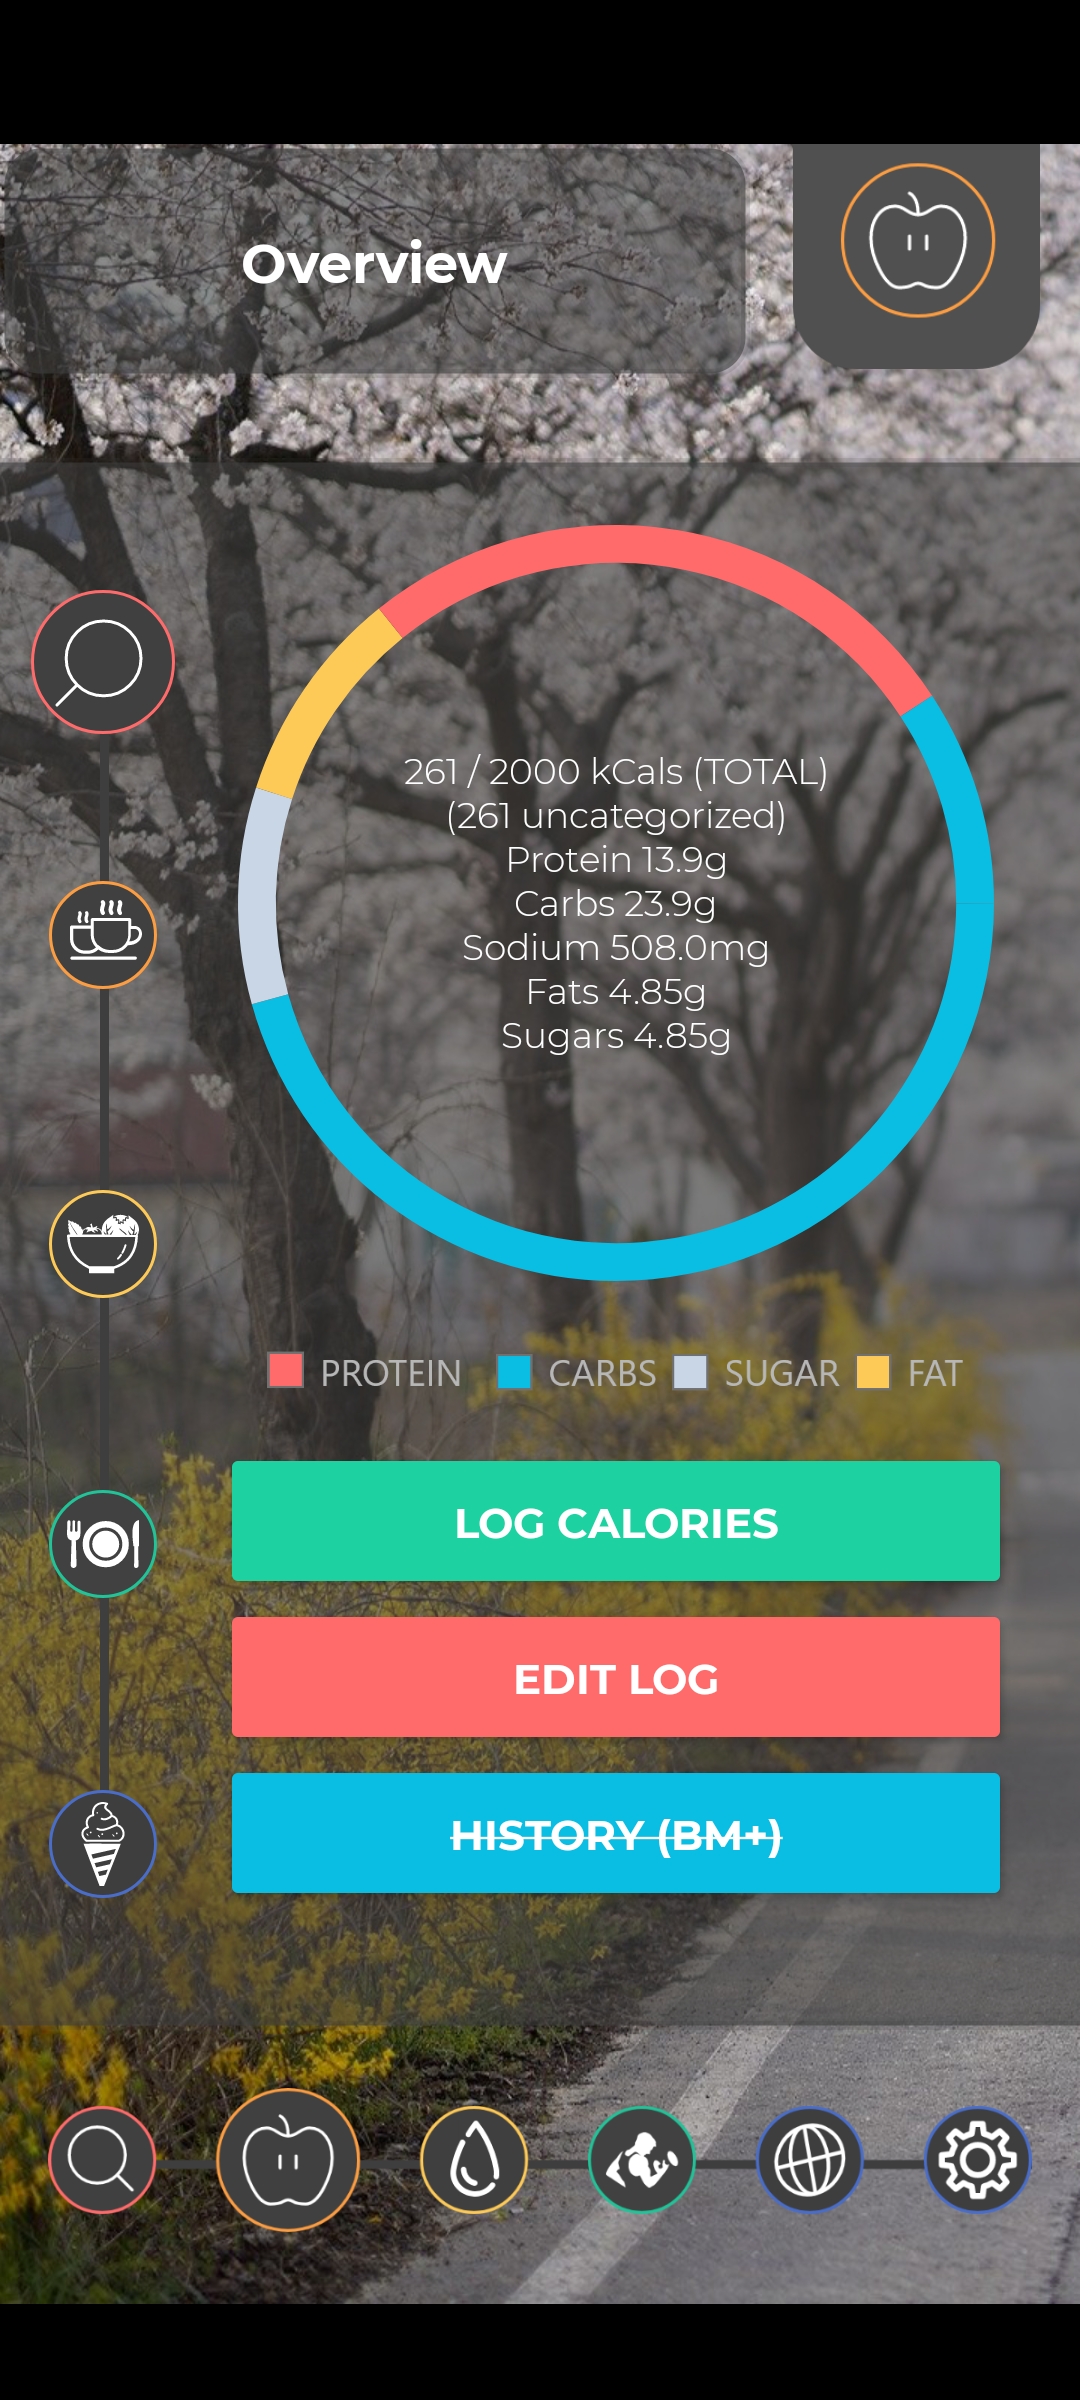 Overview
261 / 2000 kCals (TOTAL)
(261 uncategorized)
Protein 13.9g
Carbs 23.9g
Sodium 508.0mg
Fats 4.85g
Sugars 4.85g
PROTEIN CARBS SUGAR FAT
LOG CALORIES
EDIT LOG
HISTORY (BM+)